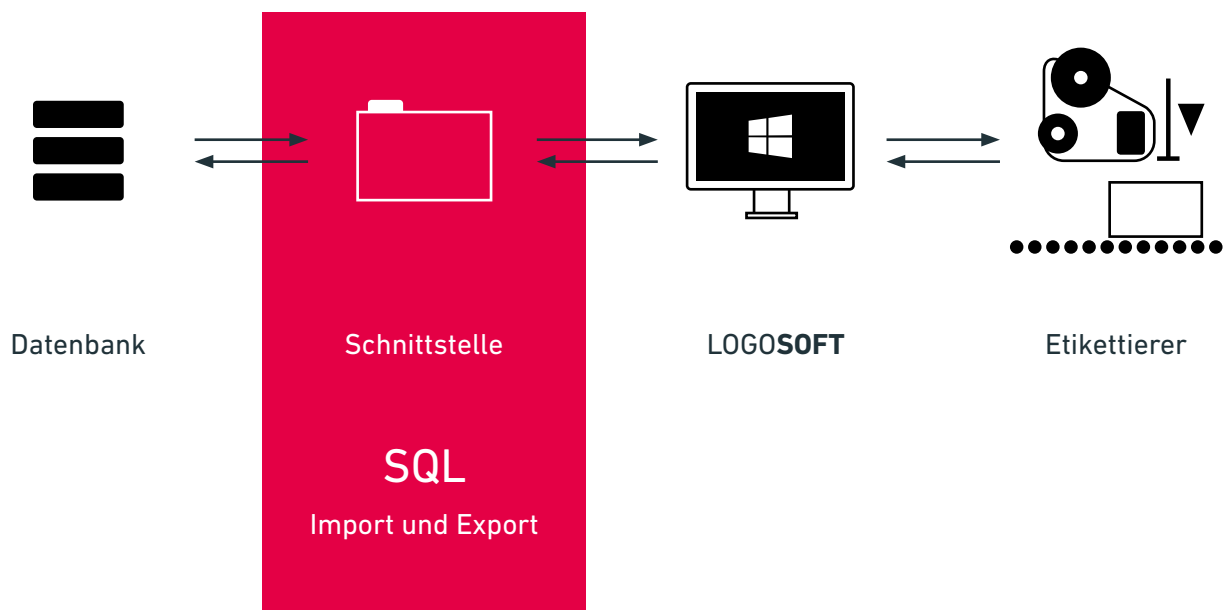 Datenbank
Schnittstelle
LOGOSOFT
Etikettierer
SQL
Import und Export